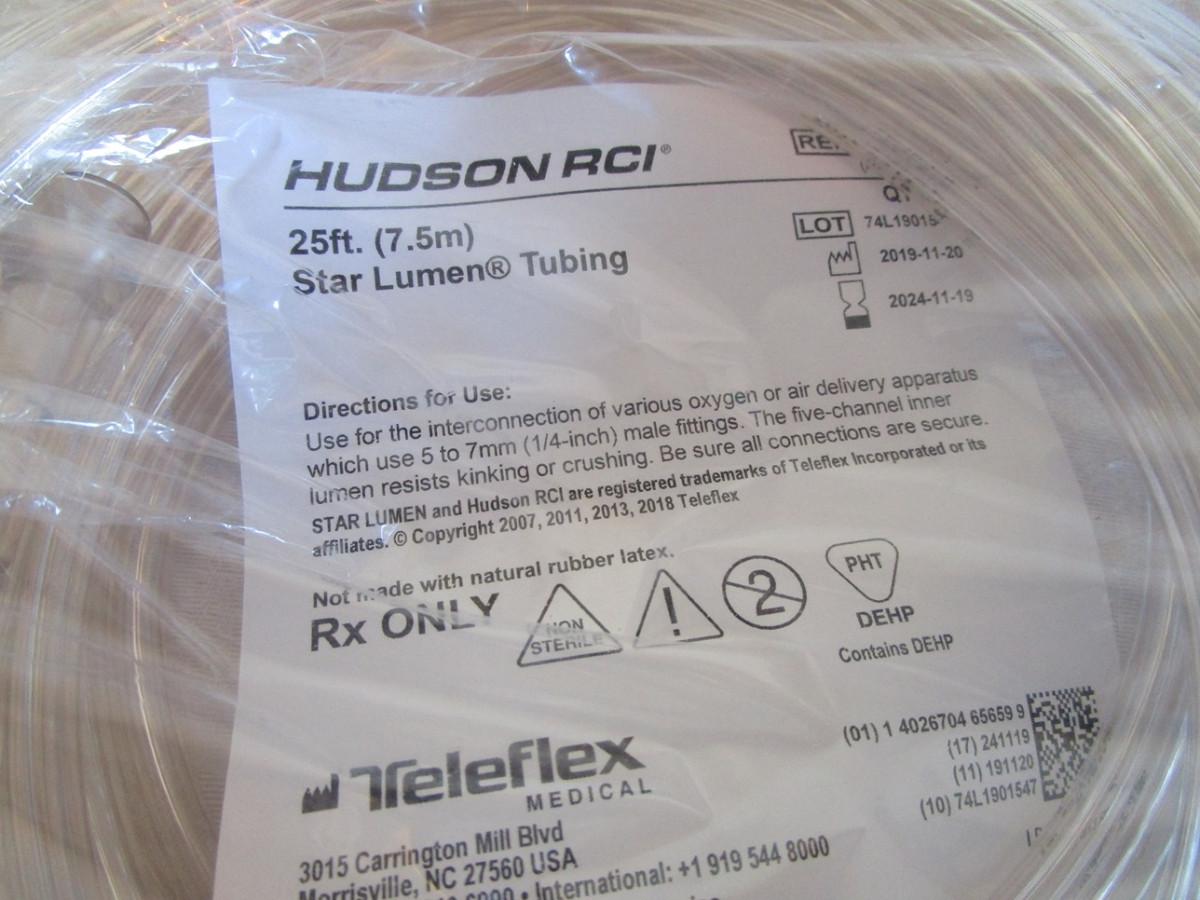 HUDSON RCI®
25ft. (7.5m)
Star Lumen® Tubing
LOT
2019-11-20
2024-11-19
Directions for Use:
Use for the interconnection of various oxygen or air delivery apparatus
which use 5 to 7mm (1/4-inch) male fittings. The five-channel inner
lumen resists kinking or crushing. Be sure all connections are secure.
STAR LUMEN and Hudson RCI are registered trademarks of Teleflex Incorporated or its
affiliates. © Copyright 2007, 2011, 2013, 2018 Teleflex
Not made with natural rubber latex.
Rx ONLY
NON
STERILE
!
2
PHT
DEHP
Contains DEHP
(01) 1 4026704 65659 9
(17) 241119
(11) 191120
(10) 74L1901547
Teleflex
MEDICAL
3015 Carrington Mill Blvd
Morrisville, NC 27560 USA
• International: +1 919 544 8000